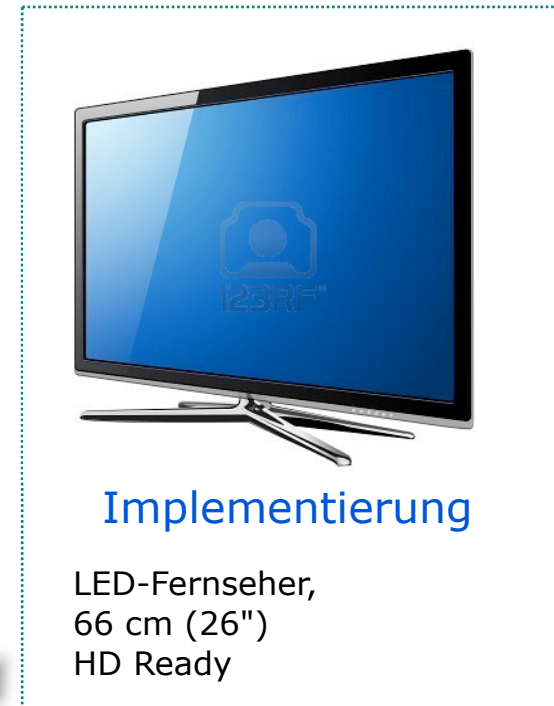 123RF®
Implementierung
LED-Fernseher,
66 cm (26")
HD Ready